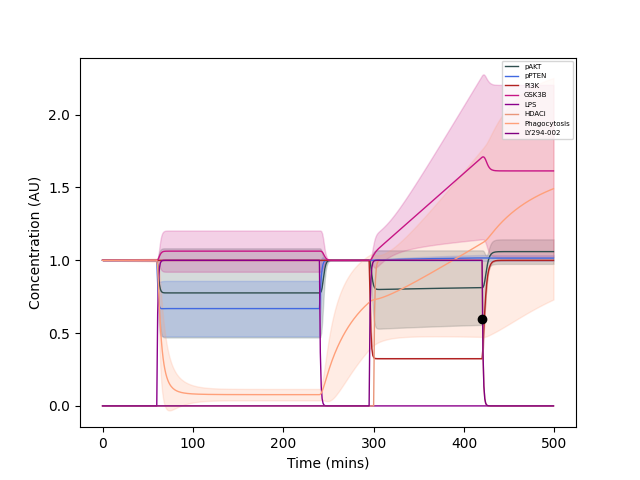 pAKT
pPTEN
PI3K
GSK3B
LPS
HDACi
Phagocytosis
LY294-002
2.0
1.5
1.0
0.5
0.0
Concentration (AU)
0
100
200
300
400
500
Time (mins)